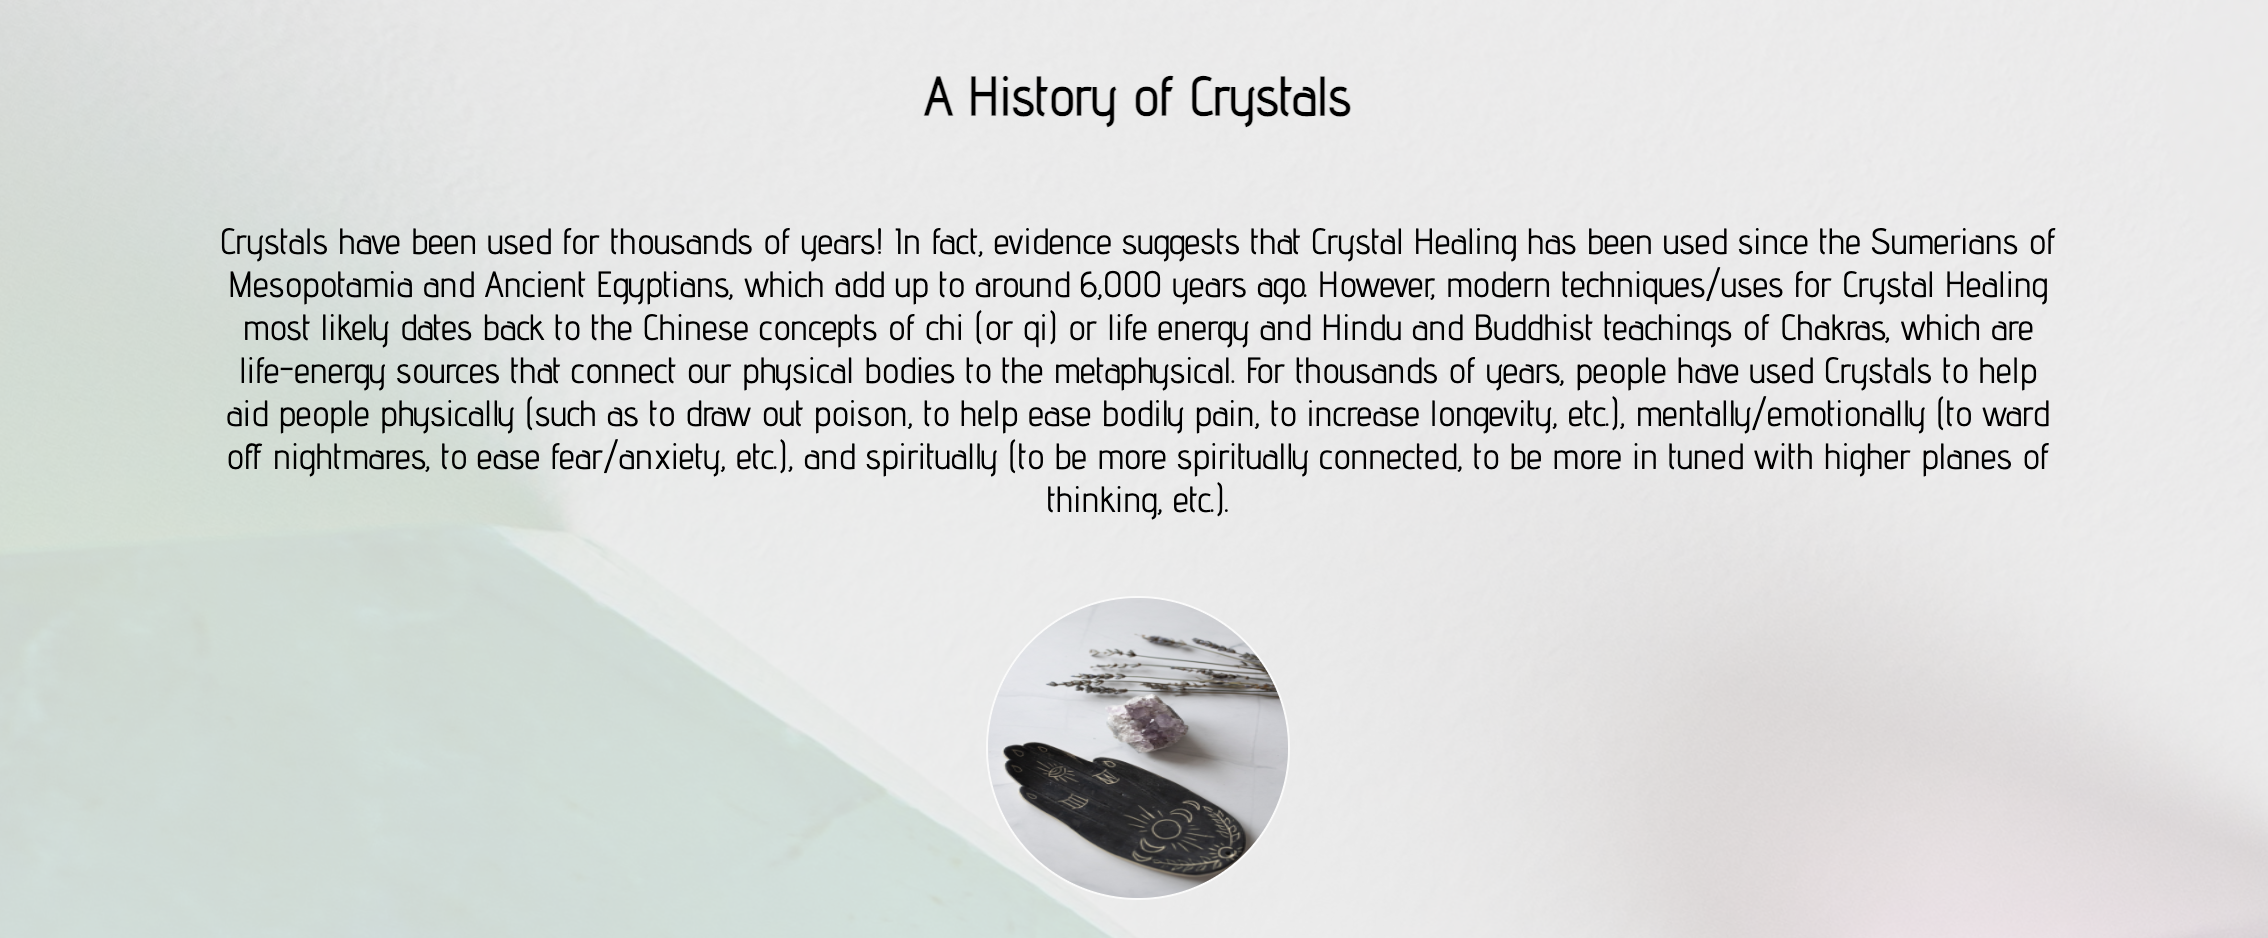 A History of Crystals
Crystals have been used for thousands of years! In fact, evidence suggests that Crystal Healing has been used since the Sumerians of
Mesopotamia and Ancient Egyptians, which add up to around 6,000 years ago. However, modern techniques/uses for Crystal Healing
most likely dates back to the Chinese concepts of chi (or qi) or life energy and Hindu and Buddhist teachings of Chakras, which are
life-energy sources that connect our physical bodies to the metaphysical. For thousands of years, people have used Crystals to help
aid people physically (such as to draw out poison, to help ease bodily pain, to increase longevity, etc.), mentally/emotionally (to ward
off nightmares, to ease fear/anxiety, etc.), and spiritually (to be more spiritually connected, to be more in tuned with higher planes of
thinking, etc.).